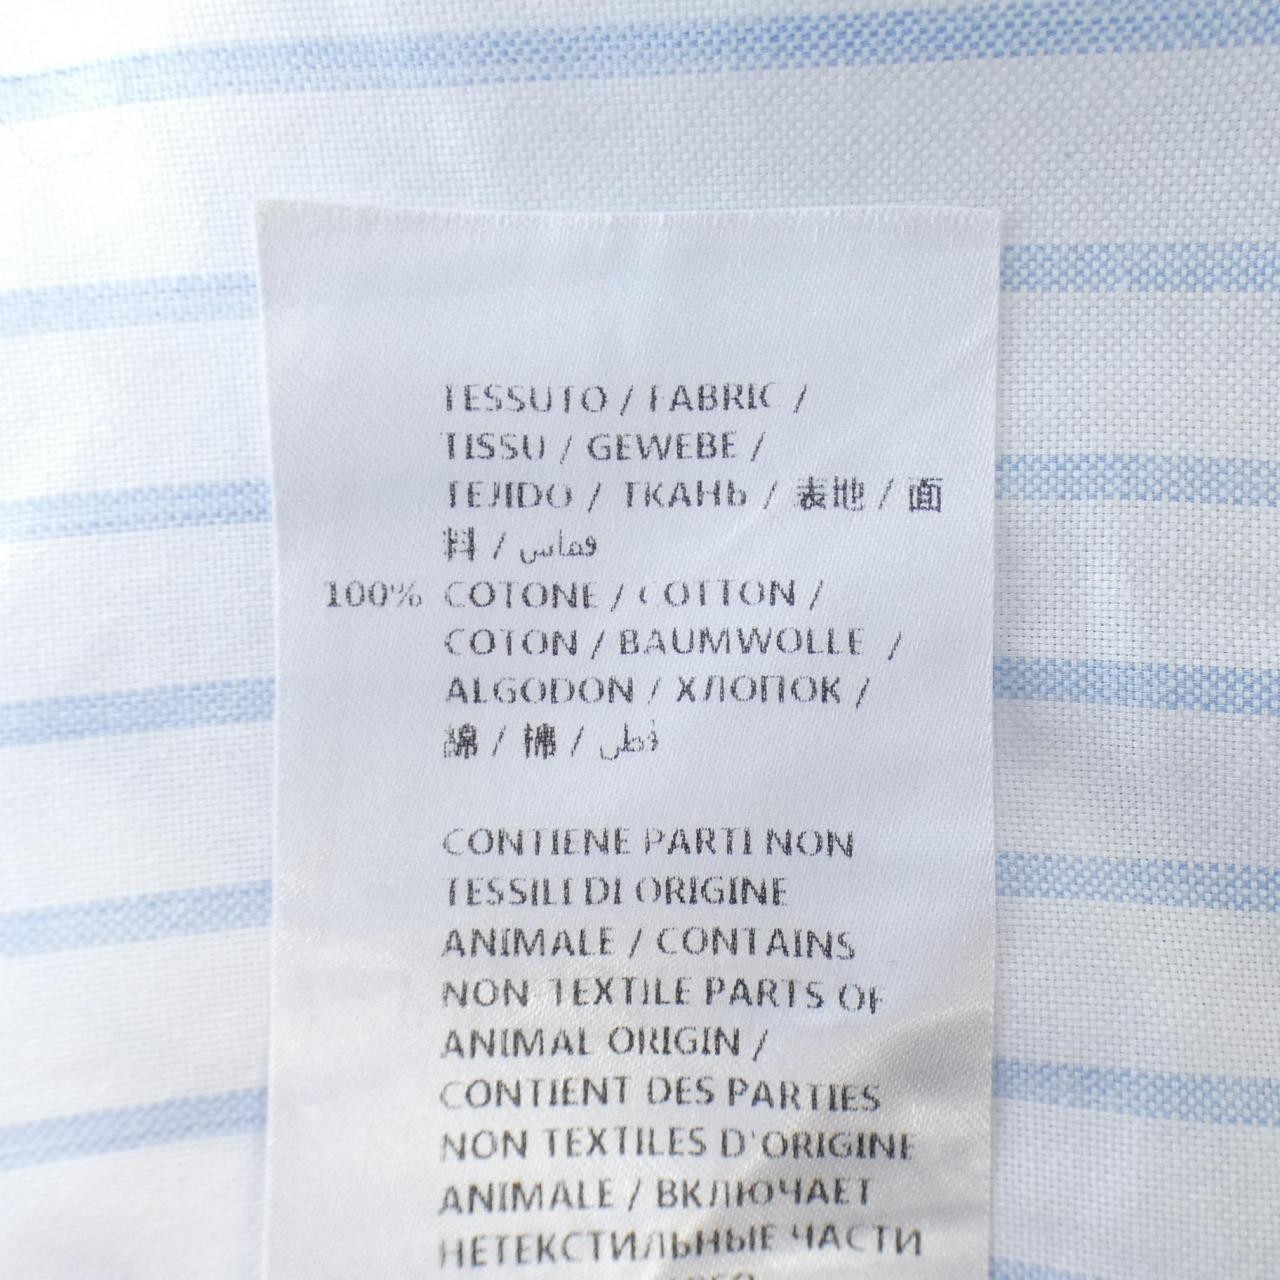 TESSUTO / FABRIC /
TISSU / GEWEBE /
TEJIDO / ТКАНЬ / 表地 / 面
料 / قماش
100% COTONE / COTTON /
COTON / BAUMWOLLE /
ALGODON / ХЛОПОК /
綿 / 棉 / قطن
CONTIENE PARTI NON
TESSILI DI ORIGINE
ANIMALE / CONTAINS
NON TEXTILE PARTS OF
ANIMAL ORIGIN /
CONTIENT DES PARTIES
NON TEXTILES D'ORIGINE
ANIMALE / ВКЛЮЧАЕТ
НЕТЕКСТИЛЬНЫЕ ЧАСТИ